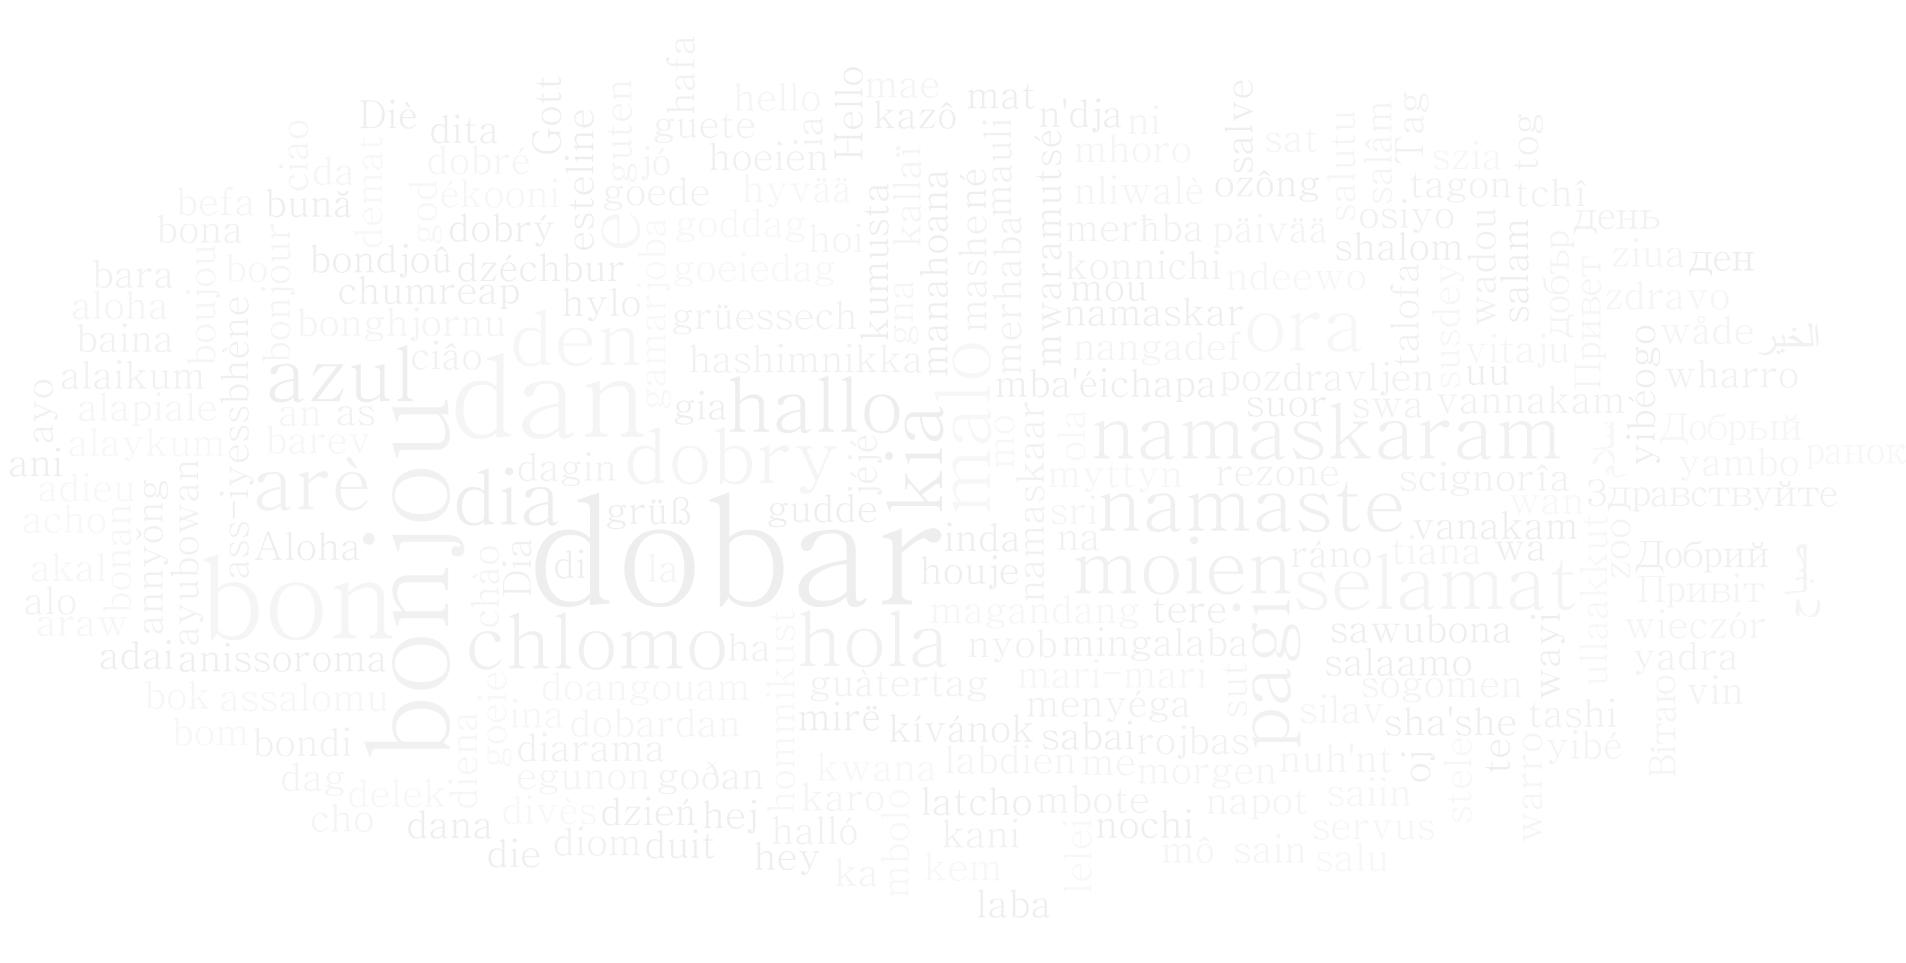 hafa
Gott
hello
Hello
mae
mat
salve
Diè
dita
guten
guete
ia
kazô
n'dja
ni
Tag
tog
ciao
esteline
dobré
jó
hoeien
mhoro
sat
salutu
salâm
szia
da
demat
god
ékooni
goede
hyvää
kallaï
mauli
mwaramutsé
nliwalè
ozông
tagon
tchî
befa
bună
bona
dobrý
e
goddag
hoi
kumusta
manahoana
mashené
merħba
päivää
osiyo
день
bara
boujou
bo
bonjour
bondjoû
dzéchbur
gamarjoba
goeiedag
merhaba
konnichi
ndeewo
shalom
wadou
salam
добър
ziua
ден
aloha
chumreap
hylo
mou
talofa
susdey
Привет
zdravo
baina
bonghjornu
den
grüessech
gna
namaskar
ora
vitaju
wåde
الخير
ass-iyessbhène
azul
ciâo
dan
hashimnikka
malo
nangadef
alaikum
mba'éichapa
pozdravljen
uu
yibéogo
wharro
ayo
alapiale
an
as
gia
hallo
kia
ola
suor
swa
vannakam
Добрый
alaykum
barev
bonjou
dobry
jéjé
mo
namaskaram
ранок
ani
arè
dia
dagin
myttyn
rezone
scignorîa
yambo
adieu
annyŏng
ayubowan
grüß
gudde
namaskaar
sri
namaste
wan
Здравствуйте
acho
bonan
Aloha
dobar
inda
na
vanakam
zoo
akal
chào
Dia
di
la
houje
moien
ráno
tiana
wa
Добрий
صباح
alo
bon
magandang
tere
selamat
Привіт
araw
chlomo
ha
hola
nyob
mingalaba
pagi
sawubona
wayi
ullaakkut
wieczór
adai
anissoroma
salaamo
yadra
bok
assalomu
goeie
doangouam
hommikust
guàtertag
mari-mari
sut
sogomen
vin
bom
ina
dobardan
mirë
menyéga
silav
sha'she
tashi
Вітаю
bondi
diena
diarama
kívánok
sabai
rojbas
te
yibé
dag
egunon
goðan
kwana
labdien
me
morgen
nuh'nt
oj
stele
warro
delek
divès
dzień
hej
karo
mbolo
latcho
mbote
napot
saiin
cho
dana
halló
kani
nochi
servus
die
diom
duit
hey
ka
kem
lelei
mô
sain
salu
laba